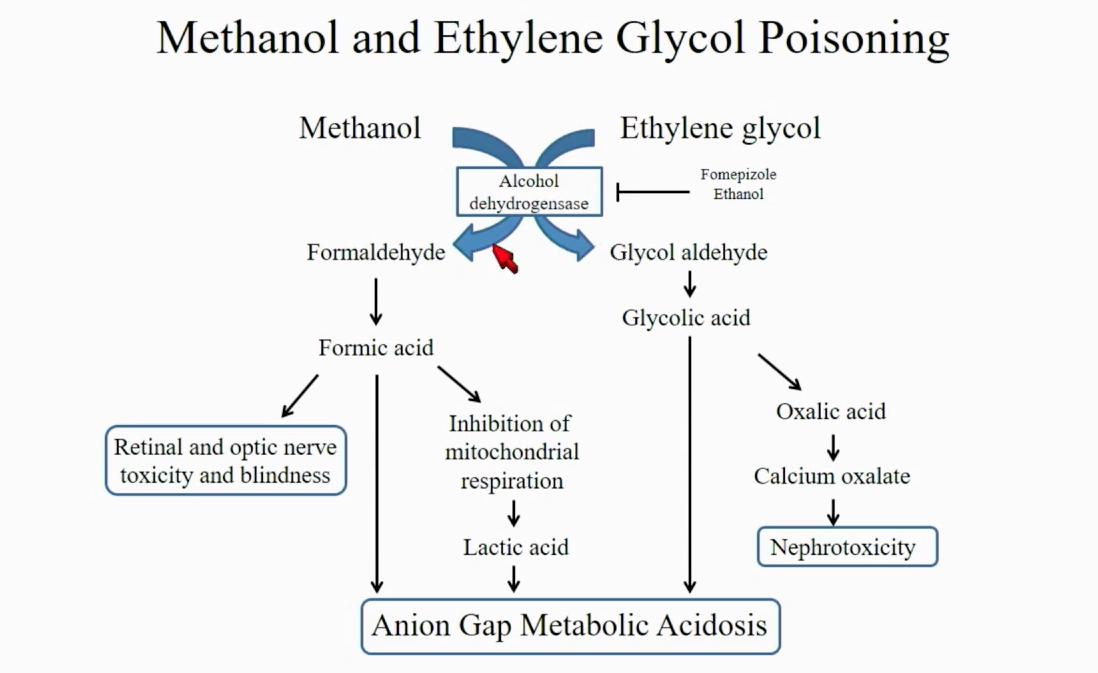 Methanol and Ethylene Glycol Poisoning
Methanol
Ethylene glycol
Alcohol
dehydrogensase
Fomepizole
Ethanol
Formaldehyde
Glycol aldehyde
Glycolic acid
Formic acid
Retinal and optic nerve
toxicity and blindness
Inhibition of
mitochondrial
respiration
Lactic acid
Oxalic acid
Calcium oxalate
Nephrotoxicity
Anion Gap Metabolic Acidosis